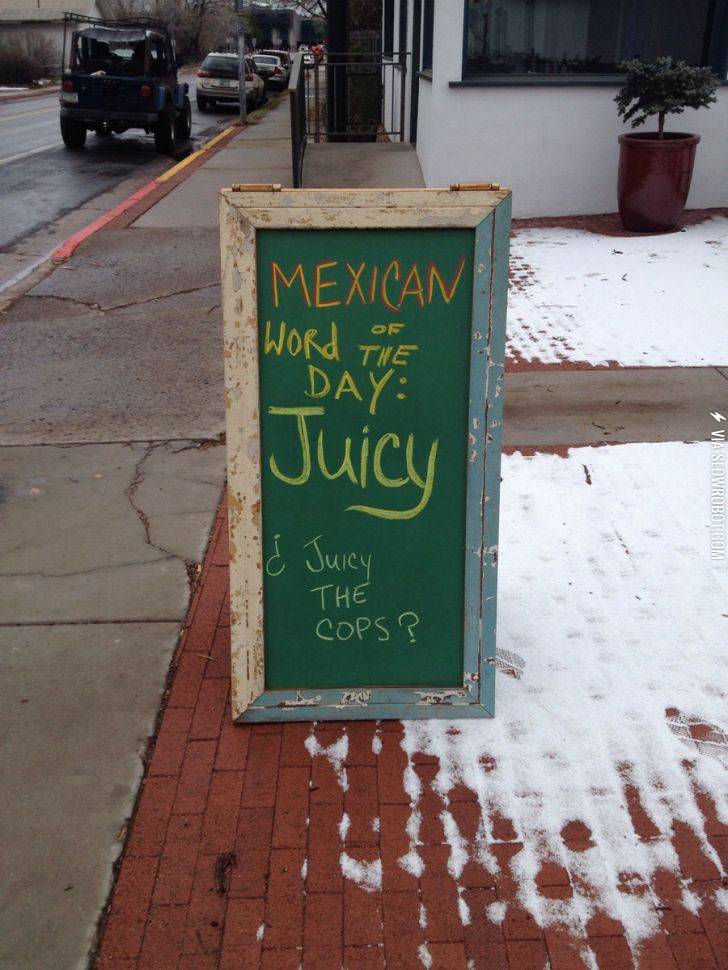 MEXICAN
WORd OF THE
DAY:
Juicy
¿ Juicy
THE
COPS?
VIA SLOWROBOT.COM